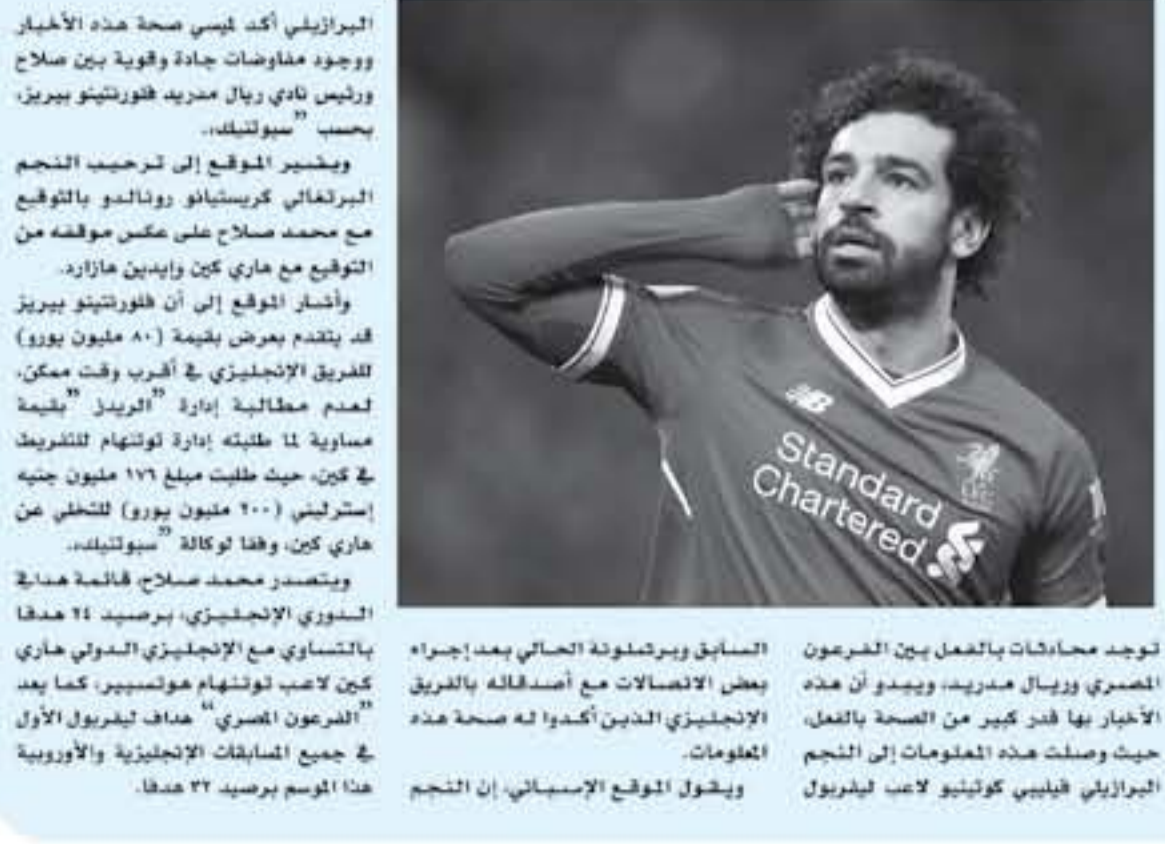 توجد محادثات بالفعل بين الفرعون
المصري وريال مدريد، ويبدو أن هذه
الأخبار بها قدر كبير من الصحة بالفعل،
حيث وصلت هذه المعلومات إلى النجم
البرازيلي فيليبي كوتينيو لاعب ليفربول
السابق وبرشلونة الحالي بعد إجراء
بعض الاتصالات مع أصدقائه بالفريق
الإنجليزي الذين أكدوا له صحة هذه
المعلومات.
ويقول الموقع الإسباني، إن النجم
البرازيلي أكد لميسي صحة هذه الأخبار
ووجود مفاوضات جادة وقوية بين صلاح
ورئيس نادي ريال مدريد فلورنتينو بيريز،
بحسب "سبوتنيك".
ويشير الموقع إلى ترحيب النجم
البرتغالي كريستيانو رونالدو بالتوقيع
مع محمد صلاح على عكس موقفه من
التوقيع مع هاري كين وإيدين هازارد.
وأشار الموقع إلى أن فلورنتينو بيريز
قد يتقدم بعرض بقيمة (٨٠ مليون يورو)
للفريق الإنجليزي في أقرب وقت ممكن،
لعدم مطالبة إدارة "الريدز" بقيمة
مساوية لما طلبته إدارة توتنهام للتفريط
في كين، حيث طلبت مبلغ ١٧٦ مليون جنيه
إسترليني (٢٠٠ مليون يورو) للتخلي عن
هاري كين، وفقا لوكالة "سبوتنيك".
ويتصدر محمد صلاح، قائمة هدافي
الدوري الإنجليزي، برصيد ٢٤ هدفا
بالتساوي مع الإنجليزي الدولي هاري
كين لاعب توتنهام هوتسبير، كما يعد
"الفرعون المصري" هداف ليفربول الأول
في جميع المسابقات الإنجليزية والأوروبية
هذا الموسم برصيد ٣٢ هدفا.
Standard
Chartered